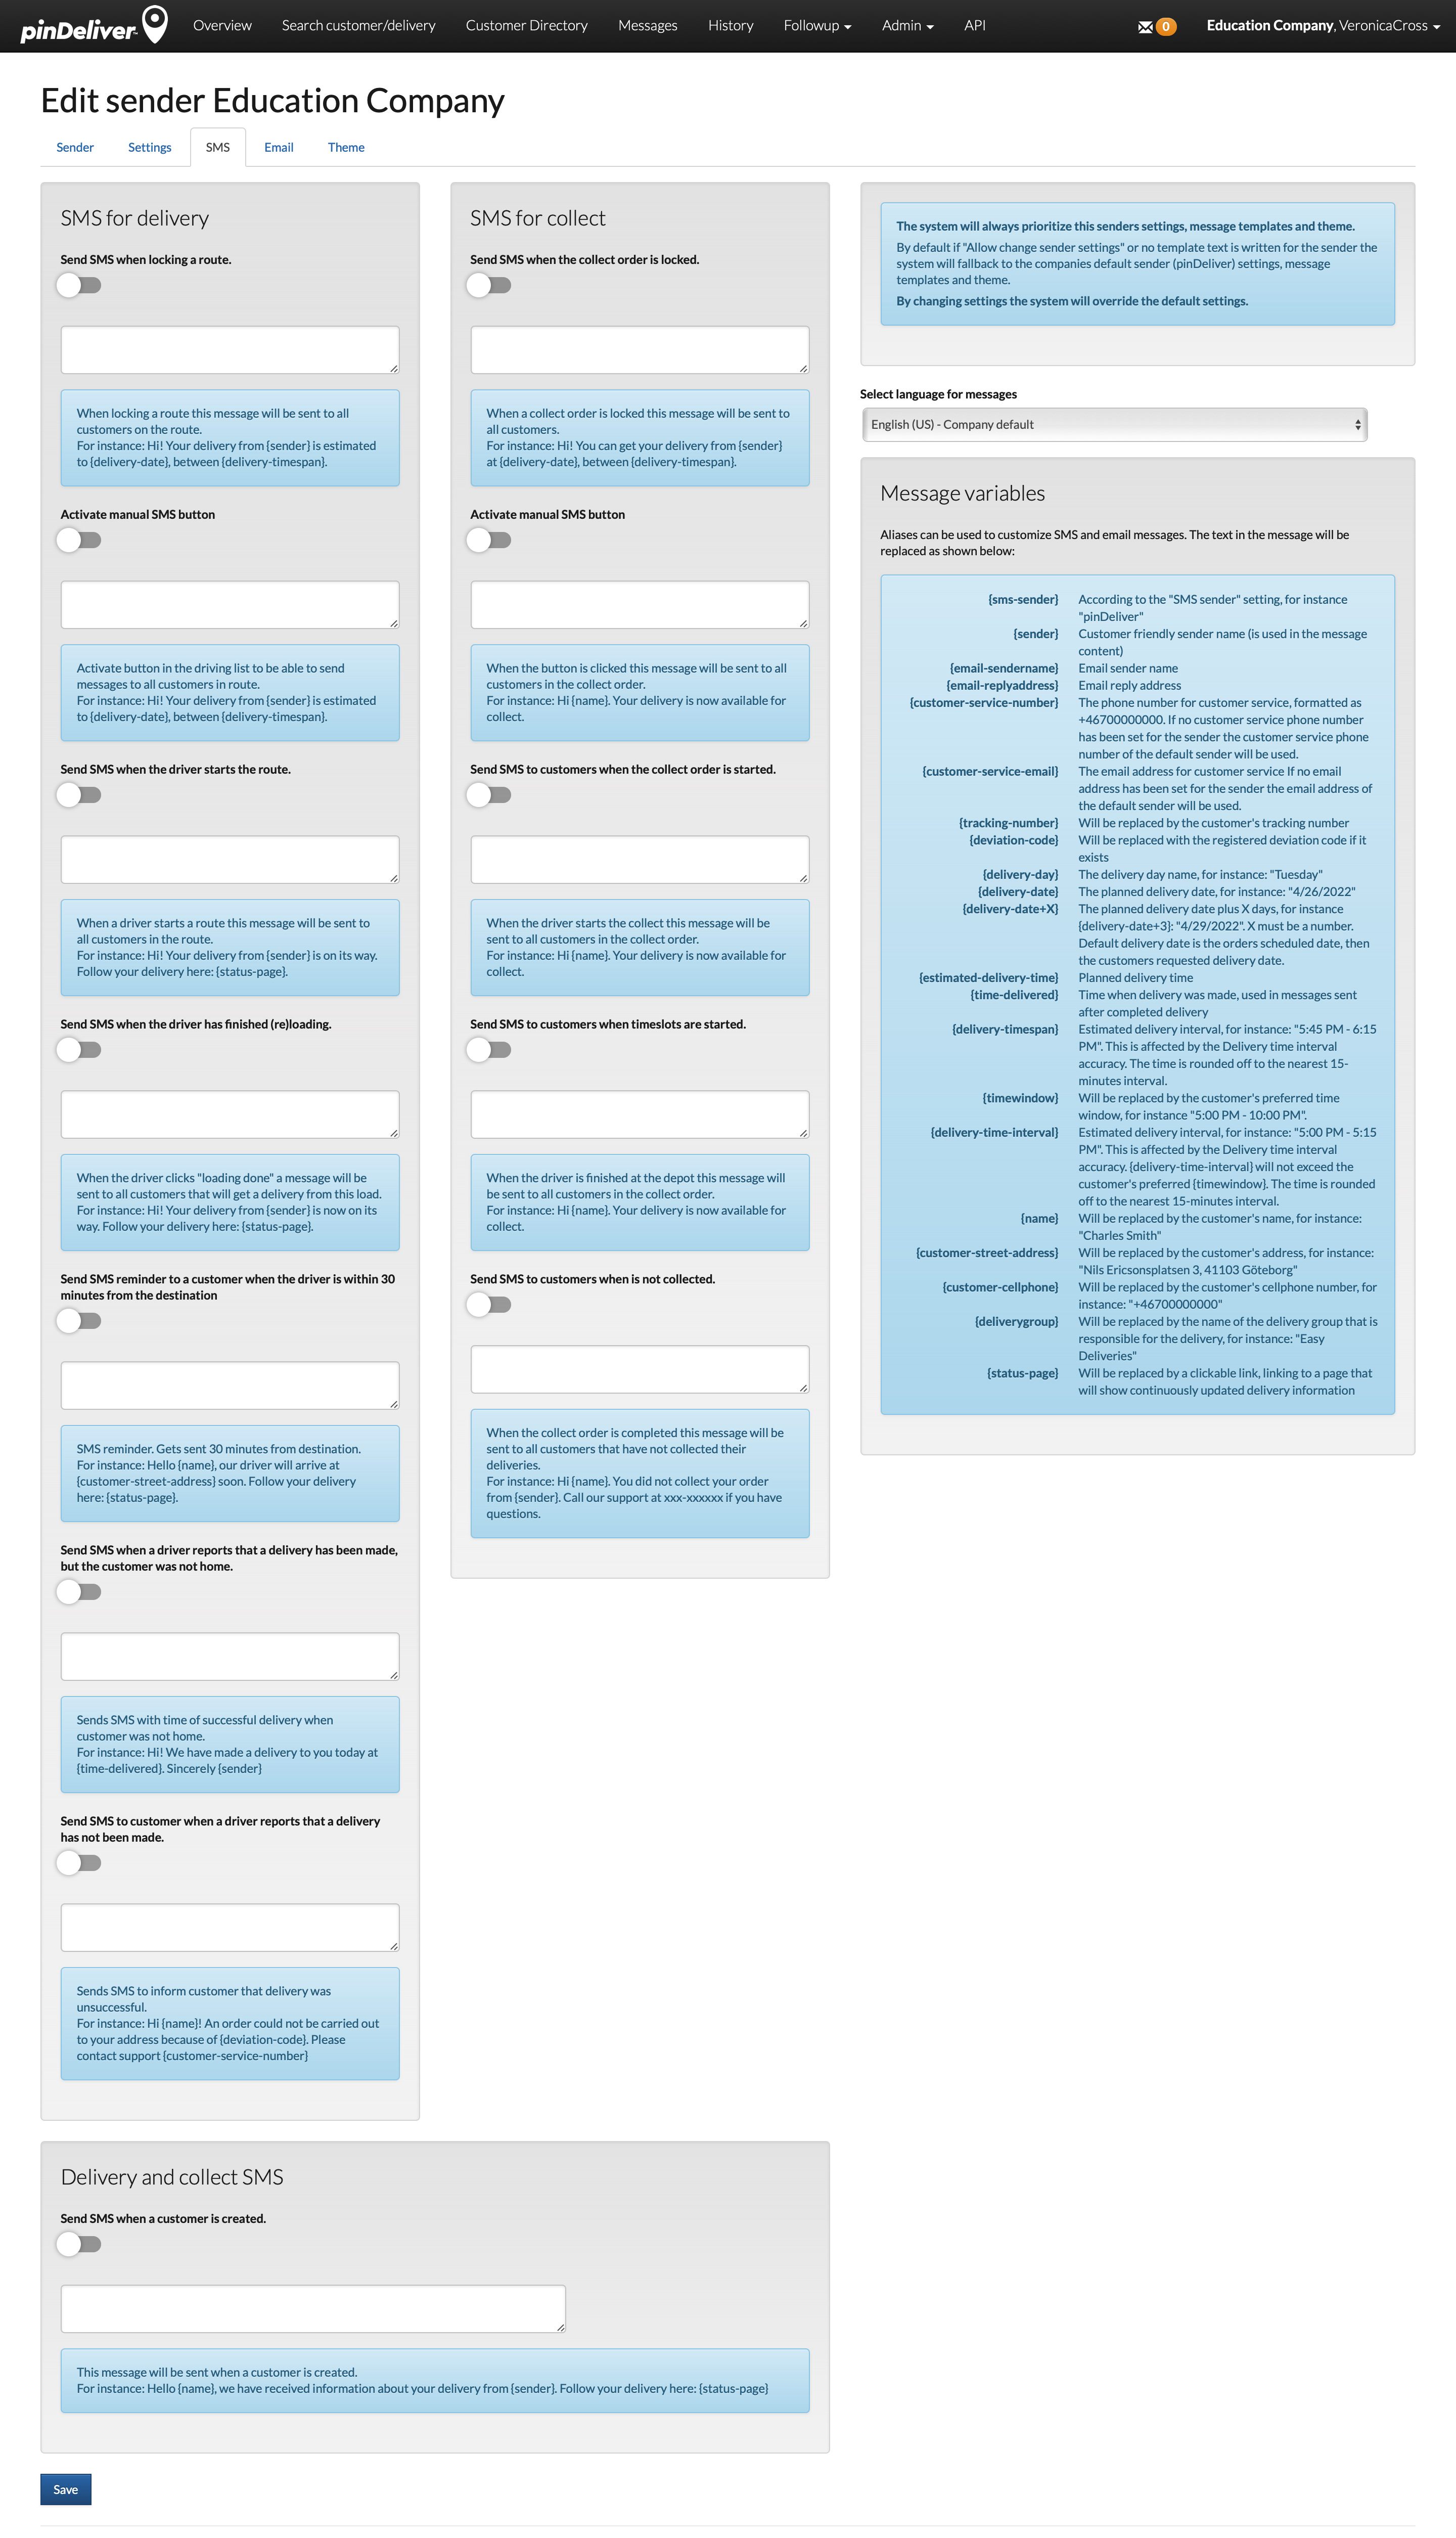 pinDeliver
Overview
Search customer/delivery
Customer Directory
Messages
History
Followup
Admin
API
0
Education Company, VeronicaCross
Edit sender Education Company
Sender
Settings
SMS
Email
Theme
SMS for delivery
Send SMS when locking a route.
When locking a route this message will be sent to all
customers on the route.
For instance: Hi! Your delivery from {sender} is estimated
to {delivery-date}, between {delivery-timespan}.
Activate manual SMS button
Activate button in the driving list to be able to send
messages to all customers in route.
For instance: Hi! Your delivery from {sender} is estimated
to {delivery-date}, between {delivery-timespan}.
Send SMS when the driver starts the route.
When a driver starts a route this message will be sent to
all customers in the route.
For instance: Hi! Your delivery from {sender} is on its way.
Follow your delivery here: {status-page}.
Send SMS when the driver has finished (re)loading.
When the driver clicks "loading done" a message will be
sent to all customers that will get a delivery from this load.
For instance: Hi! Your delivery from {sender} is now on its
way. Follow your delivery here: {status-page}.
Send SMS reminder to a customer when the driver is within 30
minutes from the destination
SMS reminder. Gets sent 30 minutes from destination.
For instance: Hello {name}, our driver will arrive at
{customer-street-address} soon. Follow your delivery
here: {status-page}.
Send SMS when a driver reports that a delivery has been made,
but the customer was not home.
Sends SMS with time of successful delivery when
customer was not home.
For instance: Hi! We have made a delivery to you today at
{time-delivered}. Sincerely {sender}
Send SMS to customer when a driver reports that a delivery
has not been made.
Sends SMS to inform customer that delivery was
unsuccessful.
For instance: Hi {name}! An order could not be carried out
to your address because of {deviation-code}. Please
contact support {customer-service-number}
SMS for collect
Send SMS when the collect order is locked.
When a collect order is locked this message will be sent to
all customers.
For instance: Hi! You can get your delivery from {sender}
at {delivery-date}, between {delivery-timespan}.
Activate manual SMS button
When the button is clicked this message will be sent to all
customers in the collect order.
For instance: Hi {name}. Your delivery is now available for
collect.
Send SMS to customers when the collect order is started.
When the driver starts the collect this message will be
sent to all customers in the collect order.
For instance: Hi {name}. Your delivery is now available for
collect.
Send SMS to customers when timeslots are started.
When the driver is finished at the depot this message will
be sent to all customers in the collect order.
For instance: Hi {name}. Your delivery is now available for
collect.
Send SMS to customers when is not collected.
When the collect order is completed this message will be
sent to all customers that have not collected their
deliveries.
For instance: Hi {name}. You did not collect your order
from {sender}. Call our support at xxx-xxxxxx if you have
questions.
The system will always prioritize this senders settings, message templates and theme.
By default if "Allow change sender settings" or no template text is written for the sender the
system will fallback to the companies default sender (pinDeliver) settings, message
templates and theme.
By changing settings the system will override the default settings.
Select language for messages
English (US) - Company default
Message variables
Aliases can be used to customize SMS and email messages. The text in the message will be
replaced as shown below:
{sms-sender} According to the "SMS sender" setting, for instance
"pinDeliver"
{sender} Customer friendly sender name (is used in the message
content)
{email-sendername} Email sender name
{email-replyaddress} Email reply address
{customer-service-number} The phone number for customer service, formatted as
+46700000000. If no customer service phone number
has been set for the sender the customer service phone
number of the default sender will be used.
{customer-service-email} The email address for customer service If no email
address has been set for the sender the email address of
the default sender will be used.
{tracking-number} Will be replaced by the customer's tracking number
{deviation-code} Will be replaced with the registered deviation code if it
exists
{delivery-day} The delivery day name, for instance: "Tuesday"
{delivery-date} The planned delivery date, for instance: "4/26/2022"
{delivery-date+X} The planned delivery date plus X days, for instance
{delivery-date+3}: "4/29/2022". X must be a number.
Default delivery date is the orders scheduled date, then
the customers requested delivery date.
{estimated-delivery-time} Planned delivery time
{time-delivered} Time when delivery was made, used in messages sent
after completed delivery
{delivery-timespan} Estimated delivery interval, for instance: "5:45 PM - 6:15
PM". This is affected by the Delivery time interval
accuracy. The time is rounded off to the nearest 15-
minutes interval.
{timewindow} Will be replaced by the customer's preferred time
window, for instance "5:00 PM - 10:00 PM".
{delivery-time-interval} Estimated delivery interval, for instance: "5:00 PM - 5:15
PM". This is affected by the Delivery time interval
accuracy. {delivery-time-interval} will not exceed the
customer's preferred {timewindow}. The time is rounded
off to the nearest 15-minutes interval.
{name} Will be replaced by the customer's name, for instance:
"Charles Smith"
{customer-street-address} Will be replaced by the customer's address, for instance:
"Nils Ericsonsplatsen 3, 41103 Göteborg"
{customer-cellphone} Will be replaced by the customer's cellphone number, for
instance: "+46700000000"
{deliverygroup} Will be replaced by the name of the delivery group that is
responsible for the delivery, for instance: "Easy
Deliveries"
{status-page} Will be replaced by a clickable link, linking to a page that
will show continuously updated delivery information
Delivery and collect SMS
Send SMS when a customer is created.
This message will be sent when a customer is created.
For instance: Hello {name}, we have received information about your delivery from {sender}. Follow your delivery here: {status-page}
Save